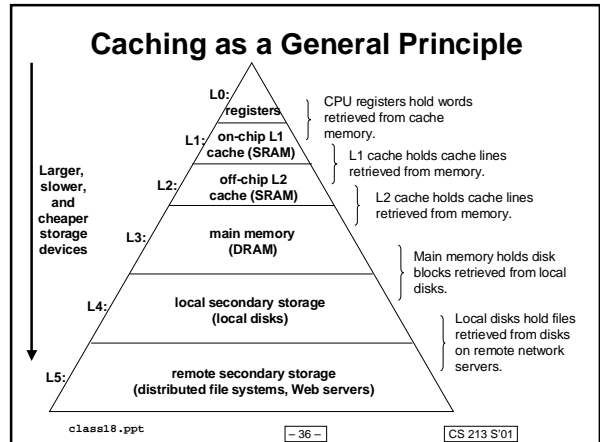 Caching as a General Principle
L0:
registers
CPU registers hold words
retrieved from cache
memory.
L1:
on-chip L1
cache (SRAM)
L1 cache holds cache lines
retrieved from memory.
Larger,
slower,
and
cheaper
storage
devices
L2:
off-chip L2
cache (SRAM)
L2 cache holds cache lines
retrieved from memory.
L3:
main memory
(DRAM)
Main memory holds disk
blocks retrieved from local
disks.
L4:
local secondary storage
(local disks)
Local disks hold files
retrieved from disks
on remote network
servers.
L5:
remote secondary storage
(distributed file systems, Web servers)
class18.ppt
– 36 –
CS 213 S'01